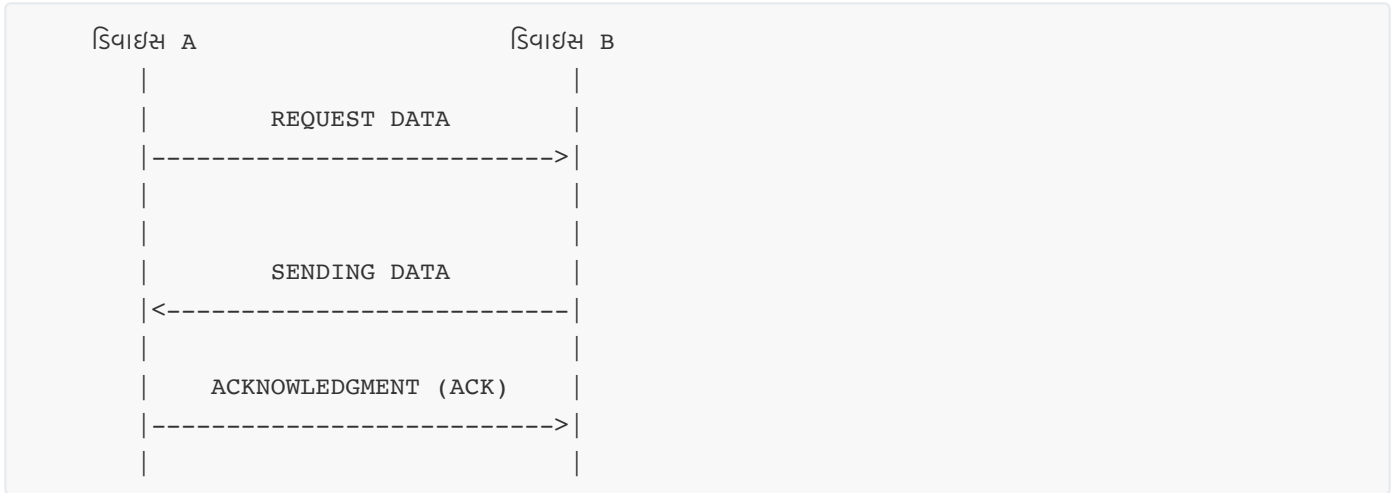 ડિવાઇસ A ડિવાઇસ B
REQUEST DATA
SENDING DATA
ACKNOWLEDGMENT (ACK)